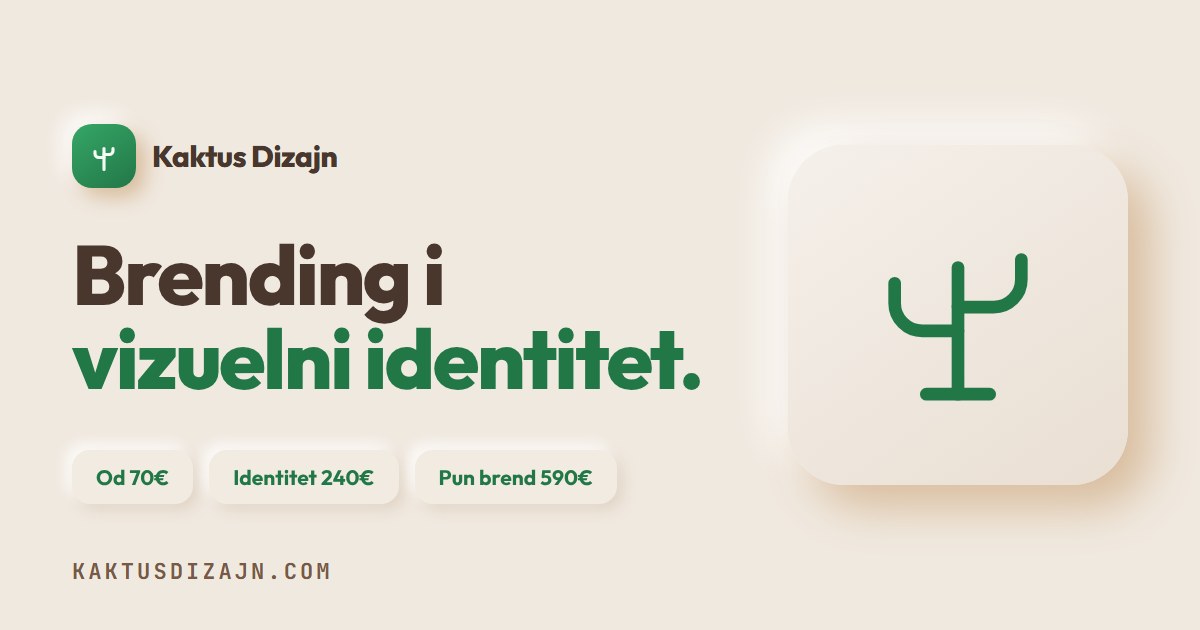 Kaktus Dizajn
Brending i
vizuelni identitet.
Od 70€
Identitet 240€
Pun brend 590€
KAKTUSDIZAJN.COM